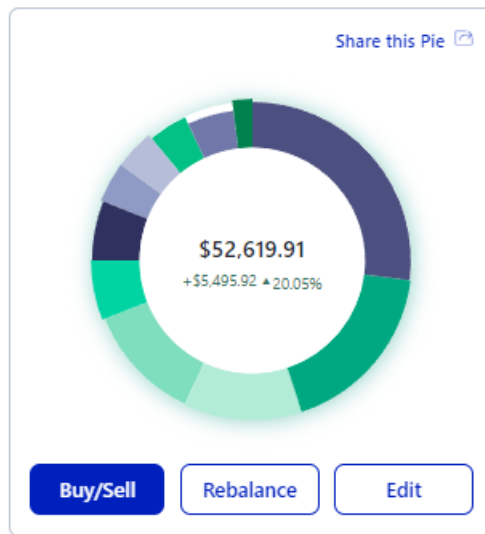 Share this Pie
$52,619.91
+$5,495.92 ▲ 20.05%
Buy/Sell Rebalance Edit